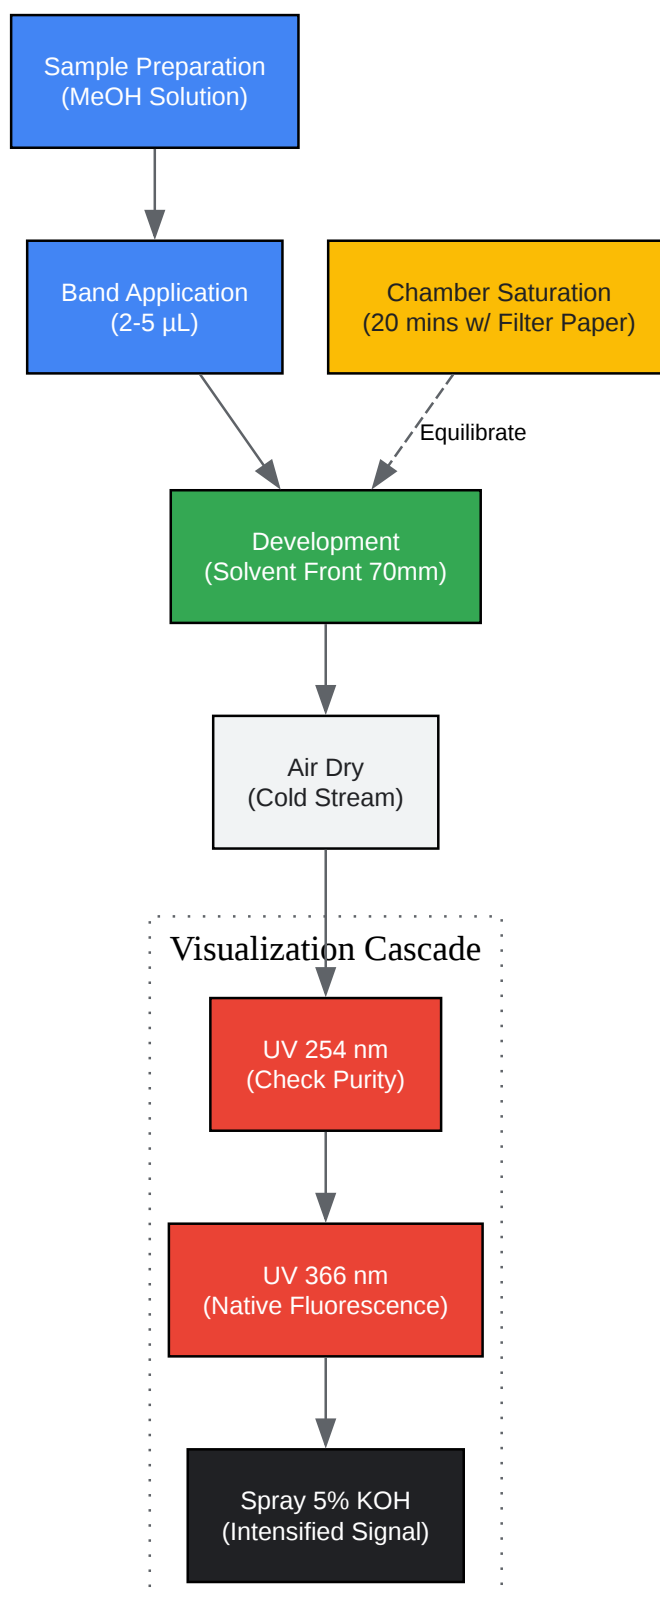 Sample Preparation
(MeOH Solution)
Band Application
(2-5 µL)
Chamber Saturation
(20 mins w/ Filter Paper)
Equilibrate
Development
(Solvent Front 70mm)
Air Dry
(Cold Stream)
Visualization Cascade
UV 254 nm
(Check Purity)
UV 366 nm
(Native Fluorescence)
Spray 5% KOH
(Intensified Signal)